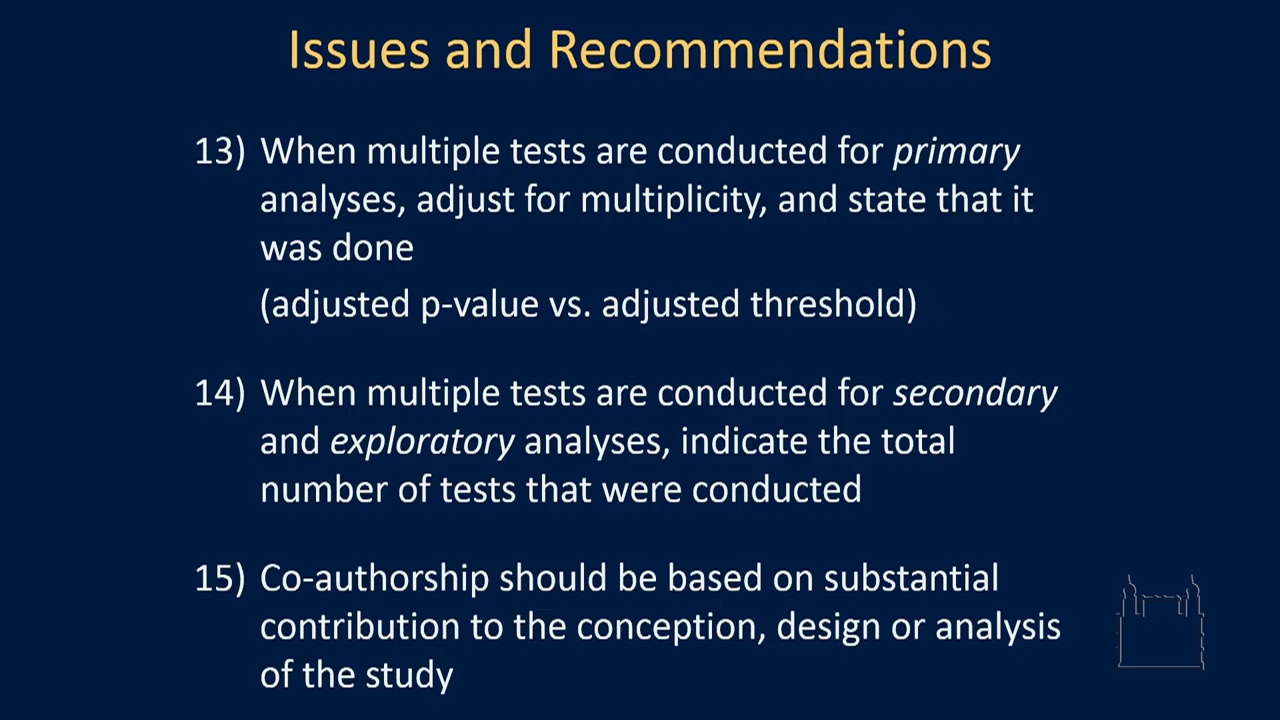 Issues and Recommendations
13) When multiple tests are conducted for primary
analyses, adjust for multiplicity, and state that it
was done
(adjusted p-value vs. adjusted threshold)
14) When multiple tests are conducted for secondary
and exploratory analyses, indicate the total
number of tests that were conducted
15) Co-authorship should be based on substantial
contribution to the conception, design or analysis
of the study